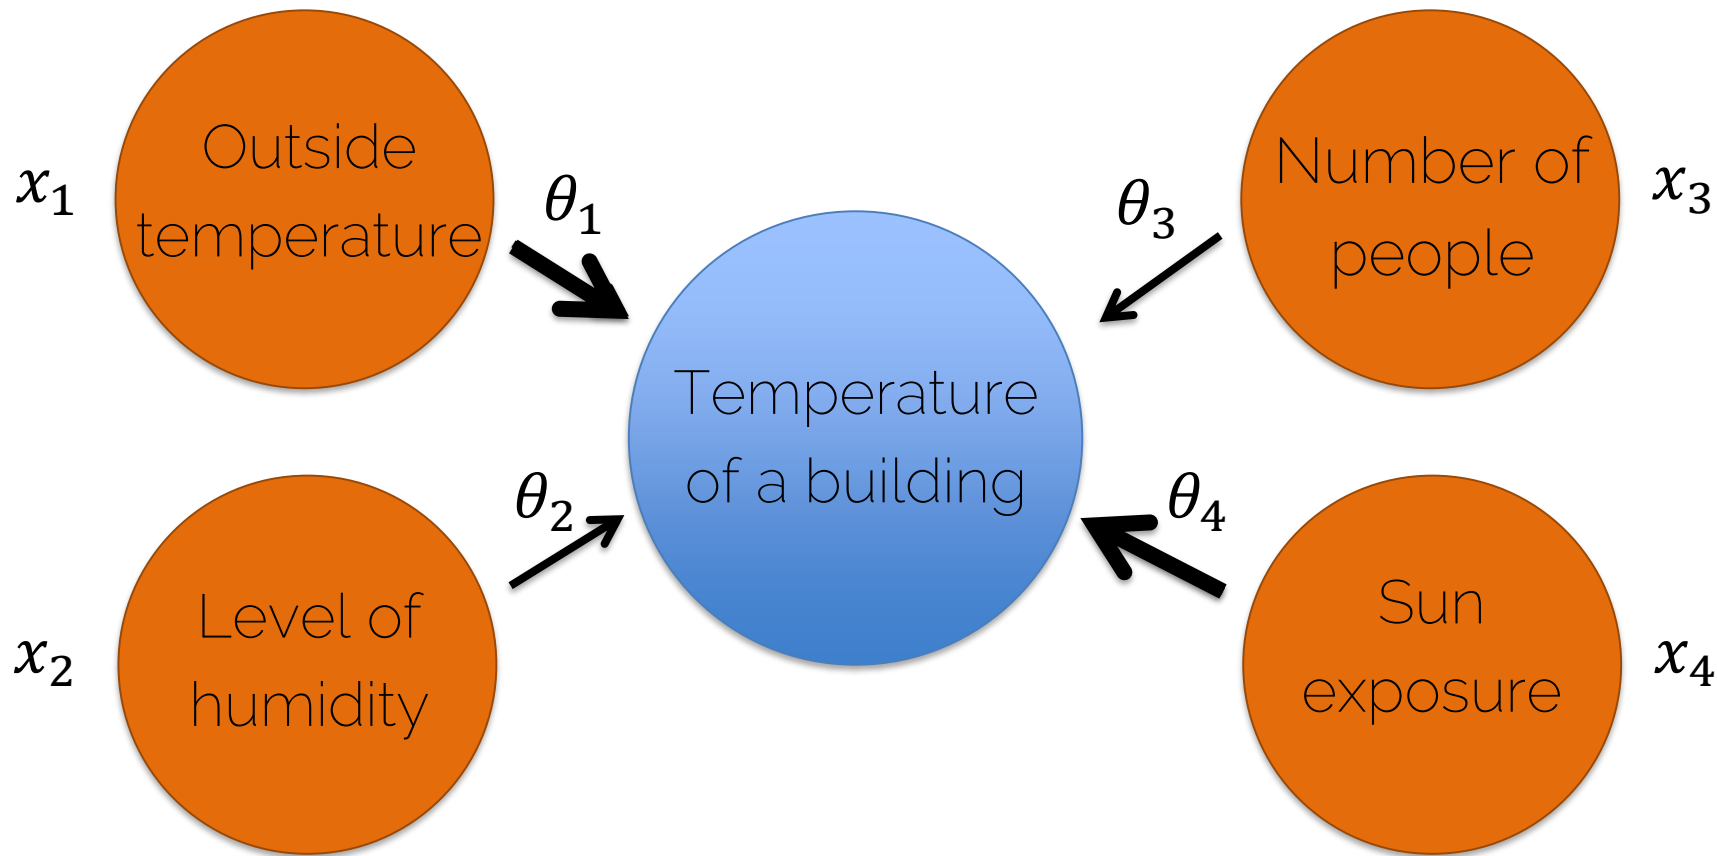 x₁
Outside
temperature
θ₁
θ₃
Number of
people
x₃
Temperature
of a building
x₂
Level of
humidity
θ₂
θ₄
Sun
exposure
x₄